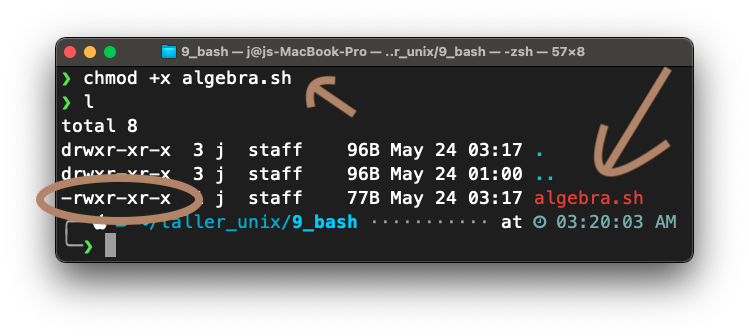 9_bash — j@js-MacBook-Pro — ..r_unix/9_bash — -zsh — 57×8
❯ chmod +x algebra.sh
❯ l
total 8
drwxr-xr-x 3 j staff 96B May 24 03:17 .
drwxr-xr-x 3 j staff 96B May 24 01:00 ..
-rwxr-xr-x j staff 77B May 24 03:17 algebra.sh
~/taller_unix/9_bash ··········· at 03:20:03 AM
❯